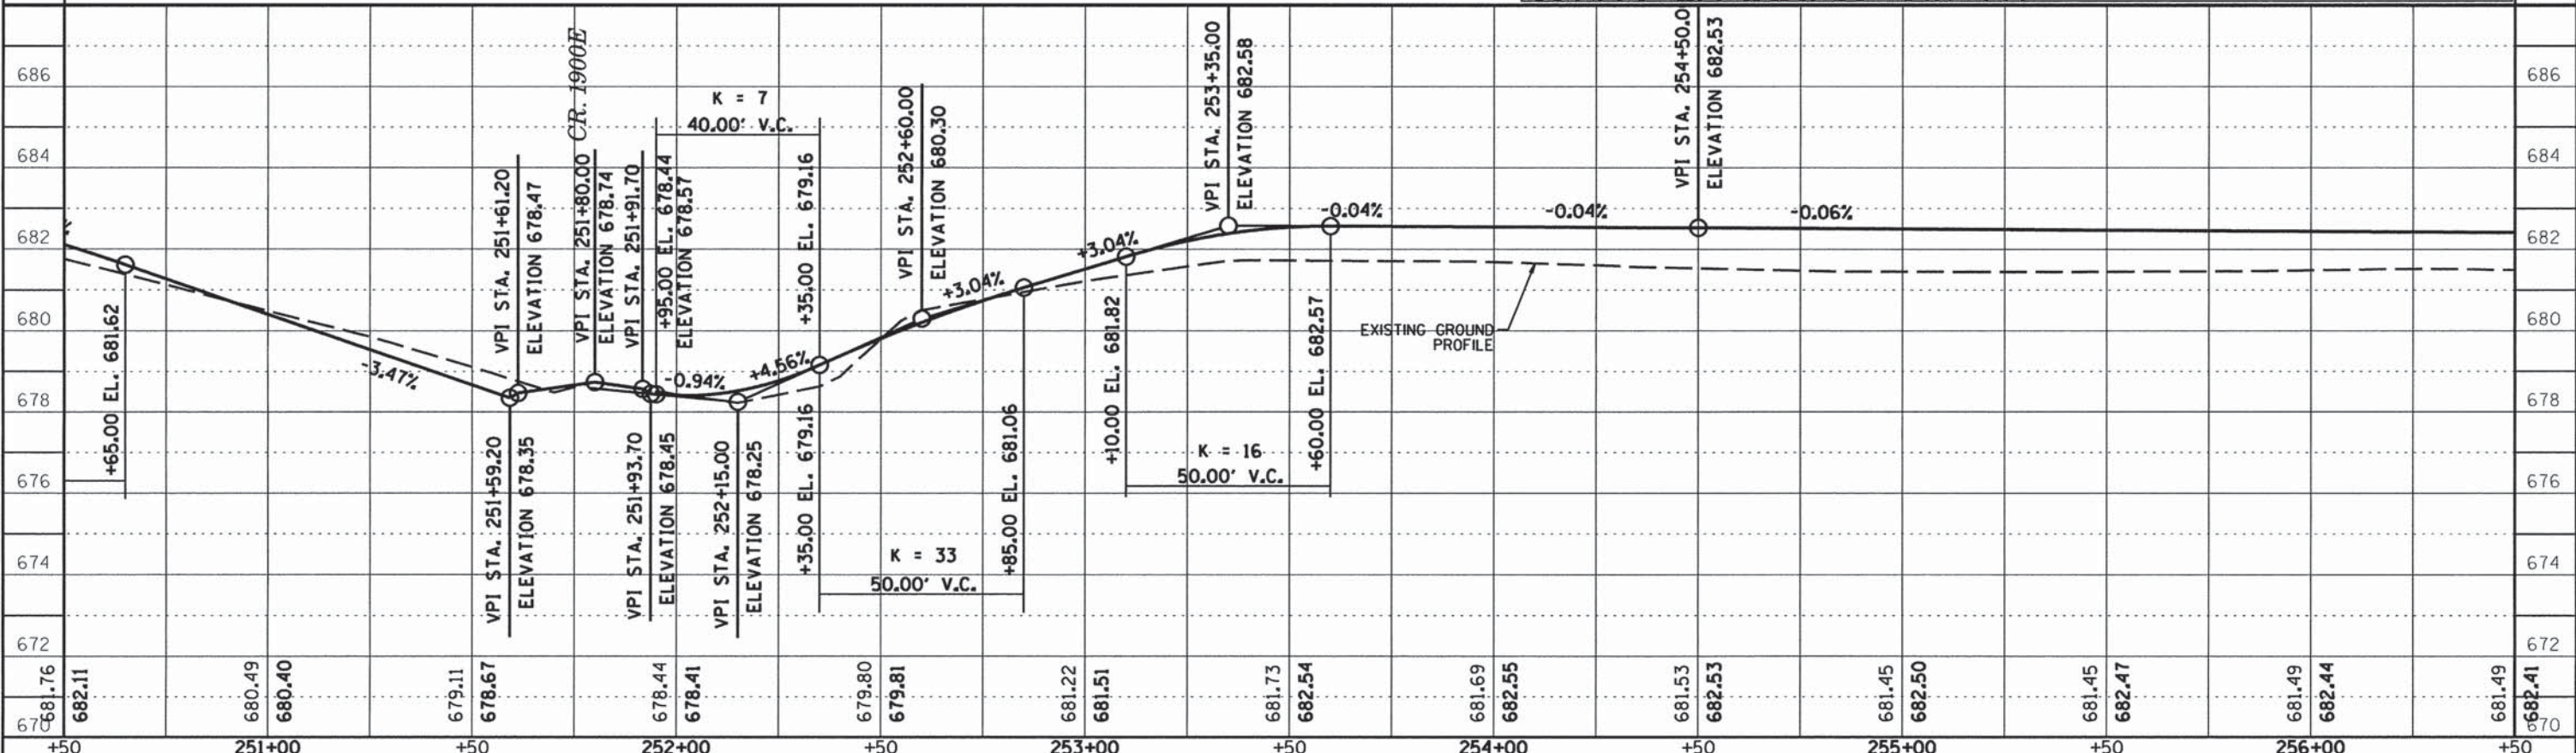 686
684
682
680
678
676
674
672
670
+65.00 EL. 681.62
-3.47%
VPI STA. 251+61.20
ELEVATION 678.47
VPI STA. 251+59.20
ELEVATION 678.35
CR. 1900E
VPI STA. 251+80.00
ELEVATION 678.74
VPI STA. 251+91.70
ELEVATION 678.57
+95.00 EL. 678.44
K = 7
40.00' V.C.
VPI STA. 251+93.70
ELEVATION 678.45
-0.94%
VPI STA. 252+15.00
ELEVATION 678.25
+4.56%
+35.00 EL. 679.16
+35.00 EL. 679.16
K = 33
50.00' V.C.
VPI STA. 252+60.00
ELEVATION 680.30
+3.04%
+85.00 EL. 681.06
+3.04%
+10.00 EL. 681.82
K = 16
50.00' V.C.
VPI STA. 253+35.00
ELEVATION 682.58
+60.00 EL. 682.57
-0.04%
EXISTING GROUND
PROFILE
-0.04%
VPI STA. 254+50.0
ELEVATION 682.53
-0.06%
686
684
682
680
678
676
674
672
670
681.76
682.11
680.49
680.40
679.11
678.67
678.44
678.41
679.80
679.81
681.22
681.51
681.73
682.54
681.69
682.55
681.53
682.53
681.45
682.50
681.45
682.47
681.49
682.44
681.49
682.41
+50
251+00
+50
252+00
+50
253+00
+50
254+00
+50
255+00
+50
256+00
+50